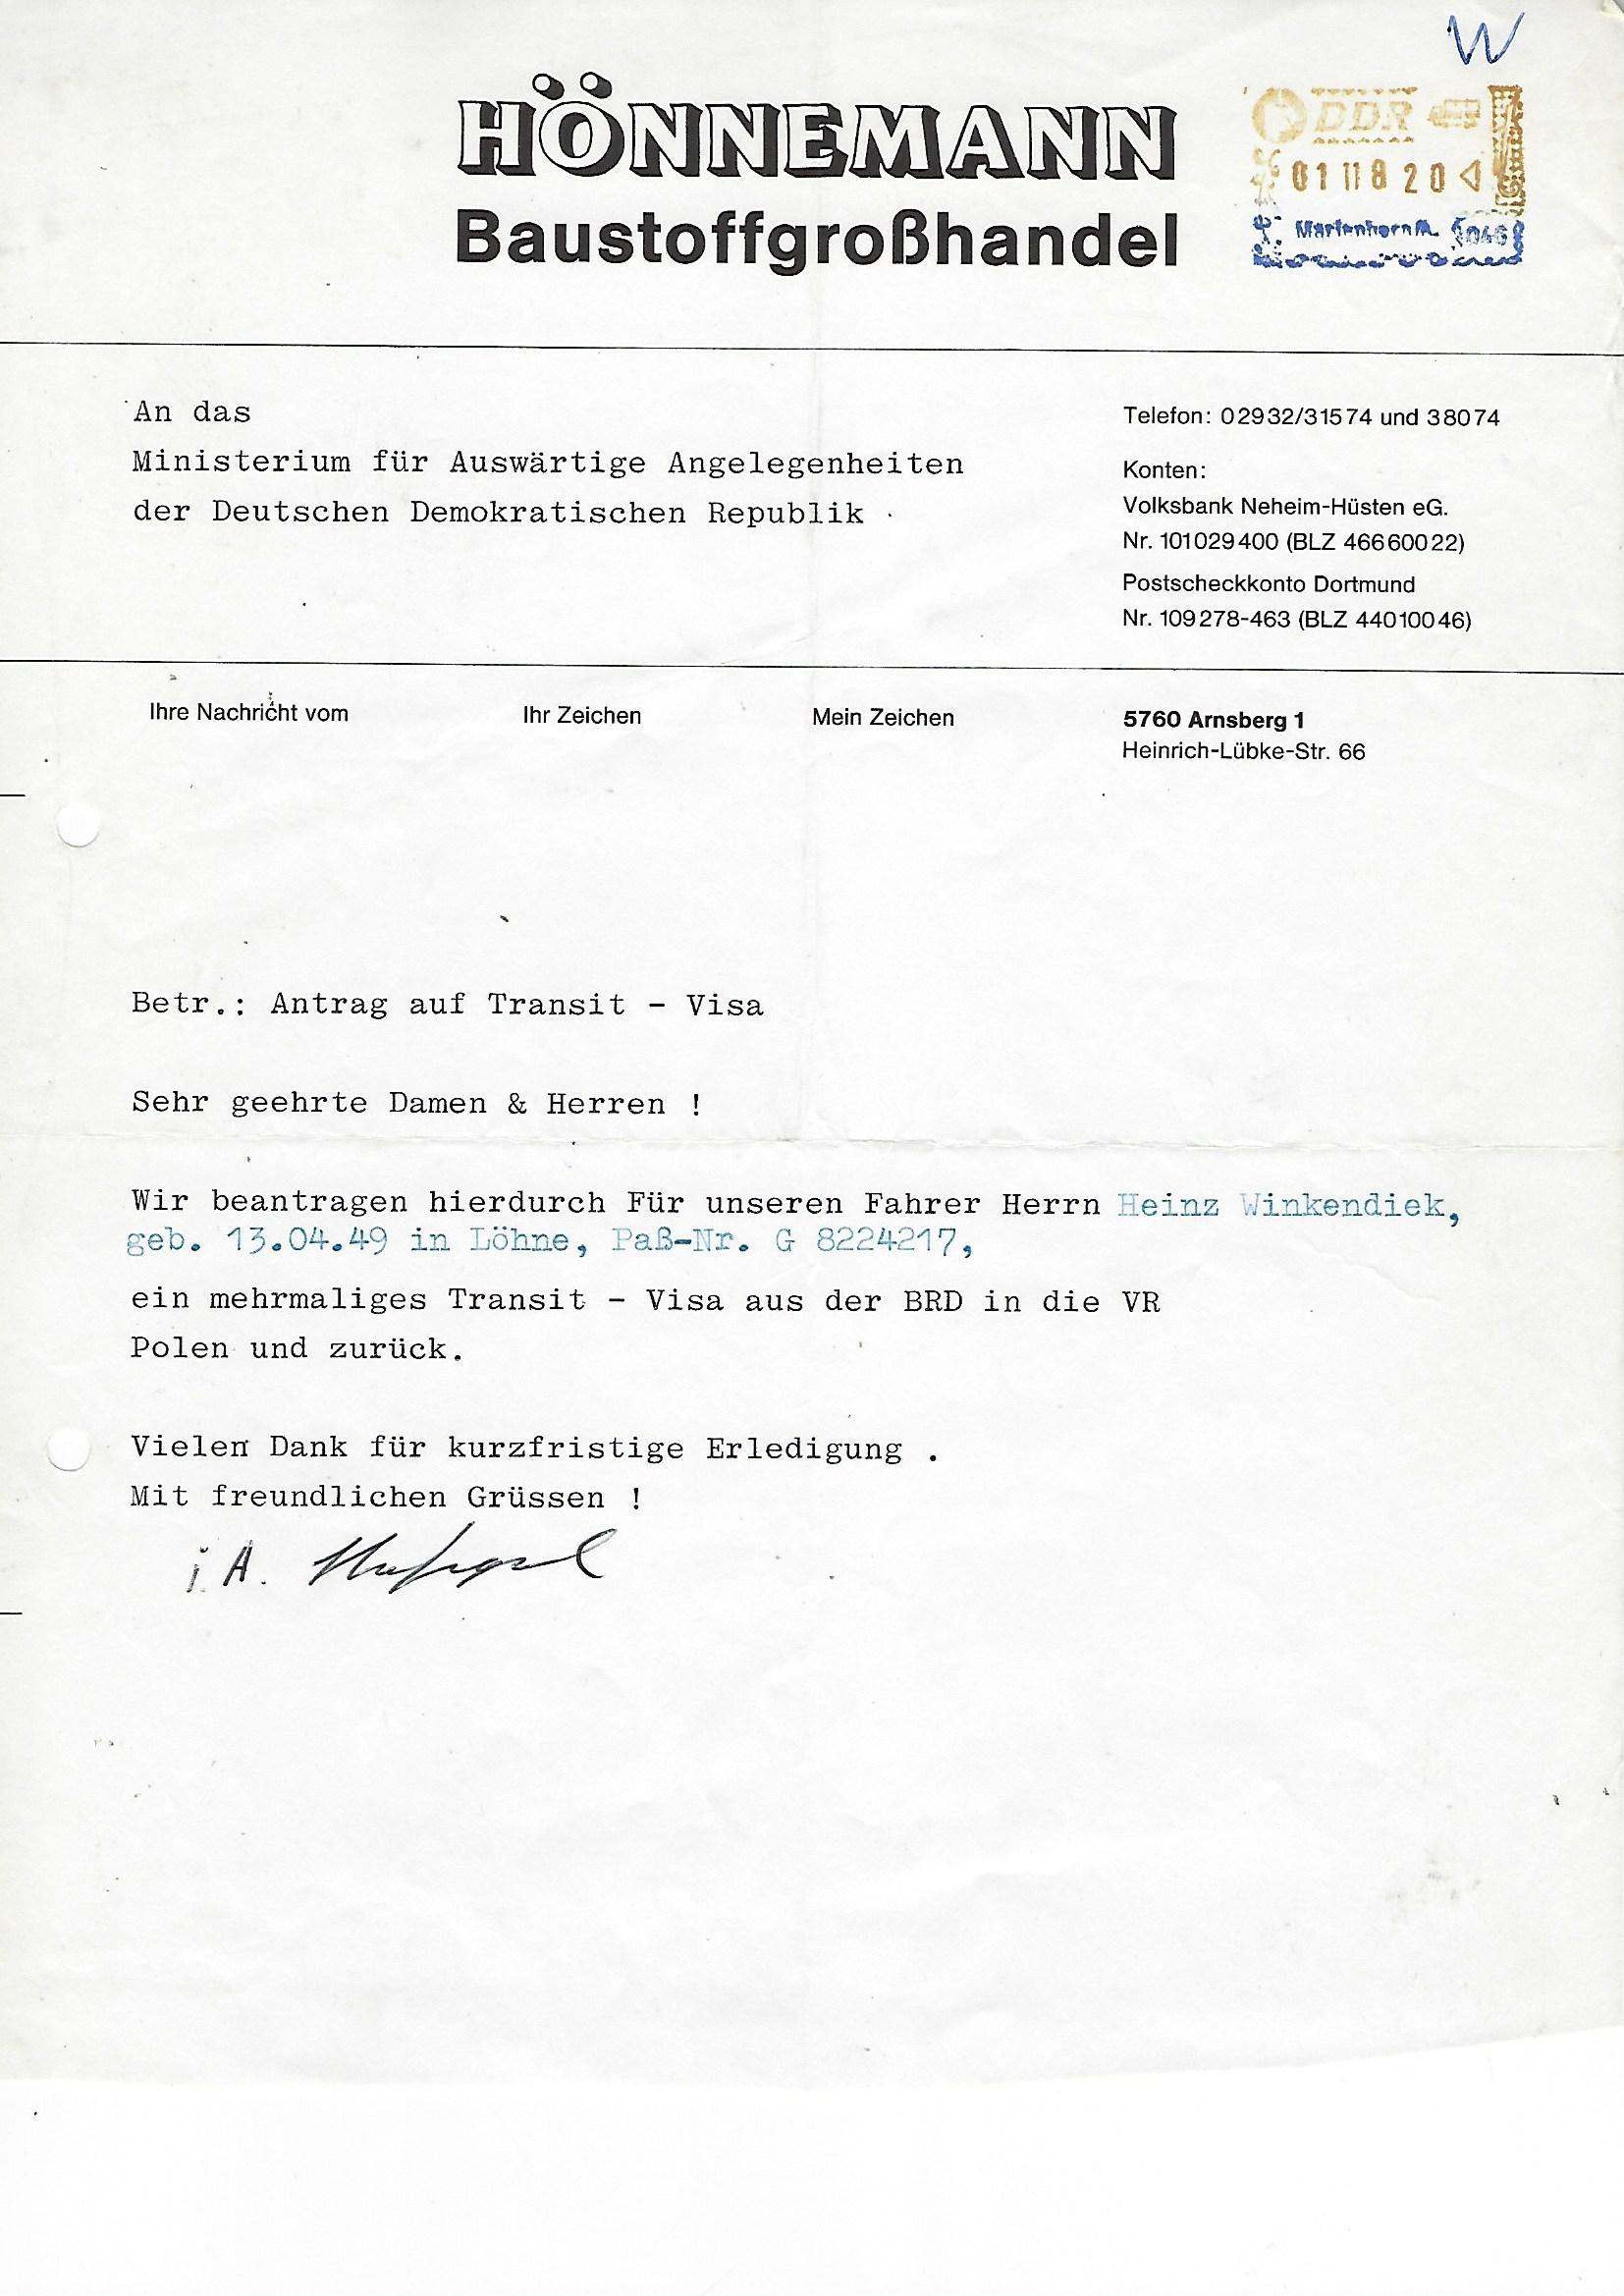 W
HÖNNEMANN
Baustoffgroßhandel
DDR
01 11 8 20
Marienborn A.
An das
Ministerium für Auswärtige Angelegenheiten
der Deutschen Demokratischen Republik
Telefon: 02932/31574 und 38074
Konten:
Volksbank Neheim-Hüsten eG.
Nr. 101029400 (BLZ 46660022)
Postscheckkonto Dortmund
Nr. 109278-463 (BLZ 44010046)
Ihre Nachricht vom Ihr Zeichen Mein Zeichen
5760 Arnsberg 1
Heinrich-Lübke-Str. 66
Betr.: Antrag auf Transit - Visa
Sehr geehrte Damen & Herren !
Wir beantragen hierdurch Für unseren Fahrer Herrn Heinz Winkendiek,
geb. 13.04.49 in Löhne, Paß-Nr. G 8224217,
ein mehrmaliges Transit - Visa aus der BRD in die VR
Polen und zurück.
Vielen Dank für kurzfristige Erledigung .
Mit freundlichen Grüssen !
i.A.